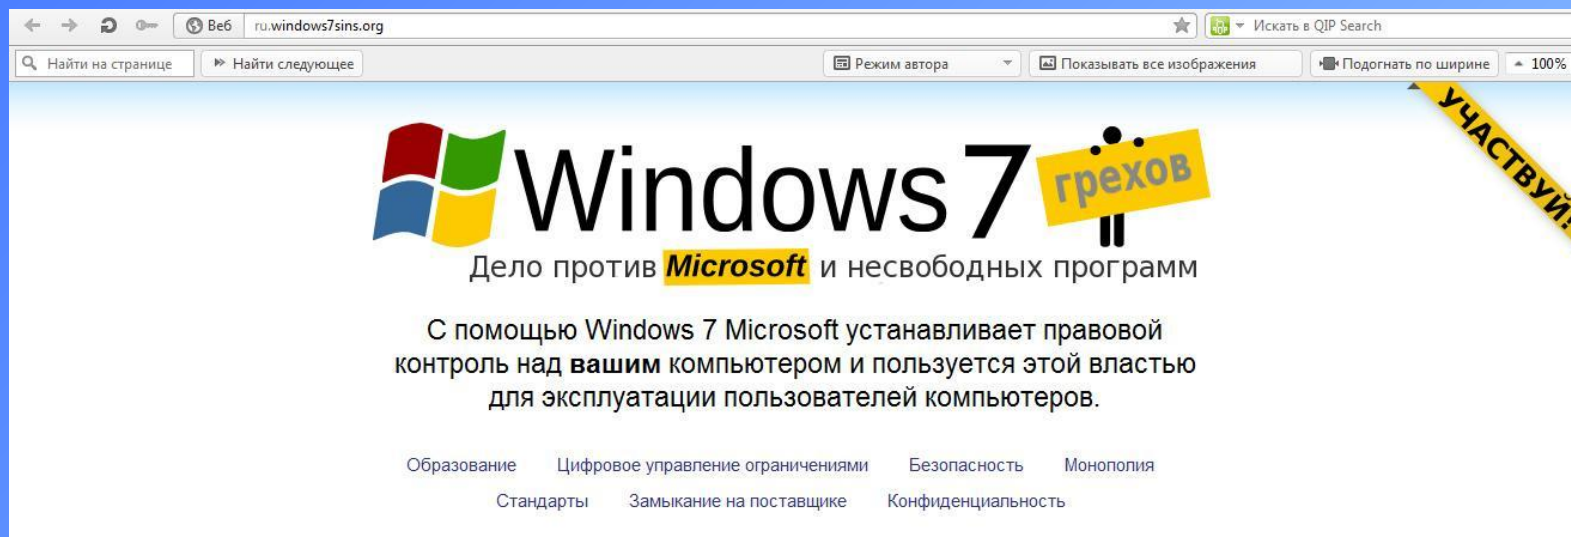 Веб ru.windows7sins.org Искать в QIP Search
Найти на странице Найти следующее Режим автора Показывать все изображения Подогнать по ширине 100%
УЧАСТВУЙ!
Windows 7 грехов
Дело против Microsoft и несвободных программ
С помощью Windows 7 Microsoft устанавливает правовой
контроль над вашим компьютером и пользуется этой властью
для эксплуатации пользователей компьютеров.
Образование Цифровое управление ограничениями Безопасность Монополия
Стандарты Замыкание на поставщике Конфиденциальность